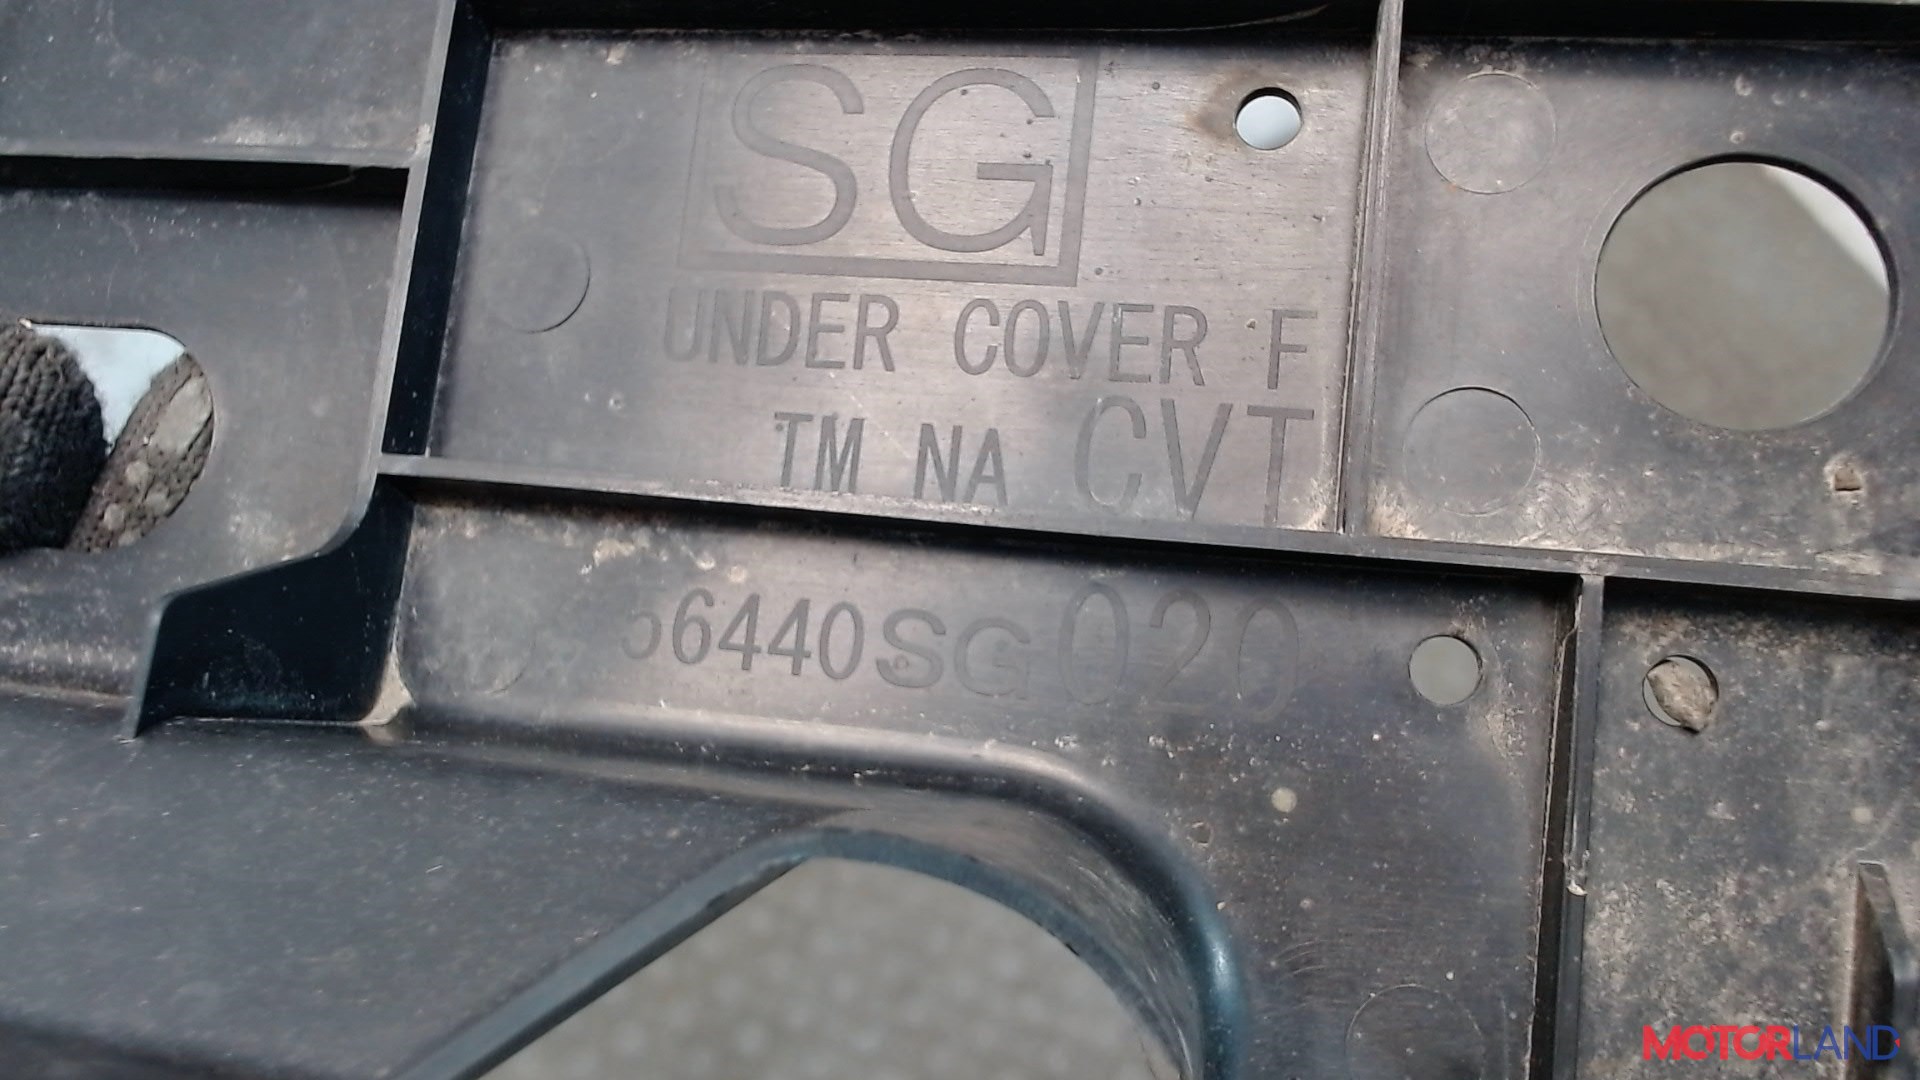 SG
UNDER COVER F
TM NA CVT
56440SG020
MOTORLAND